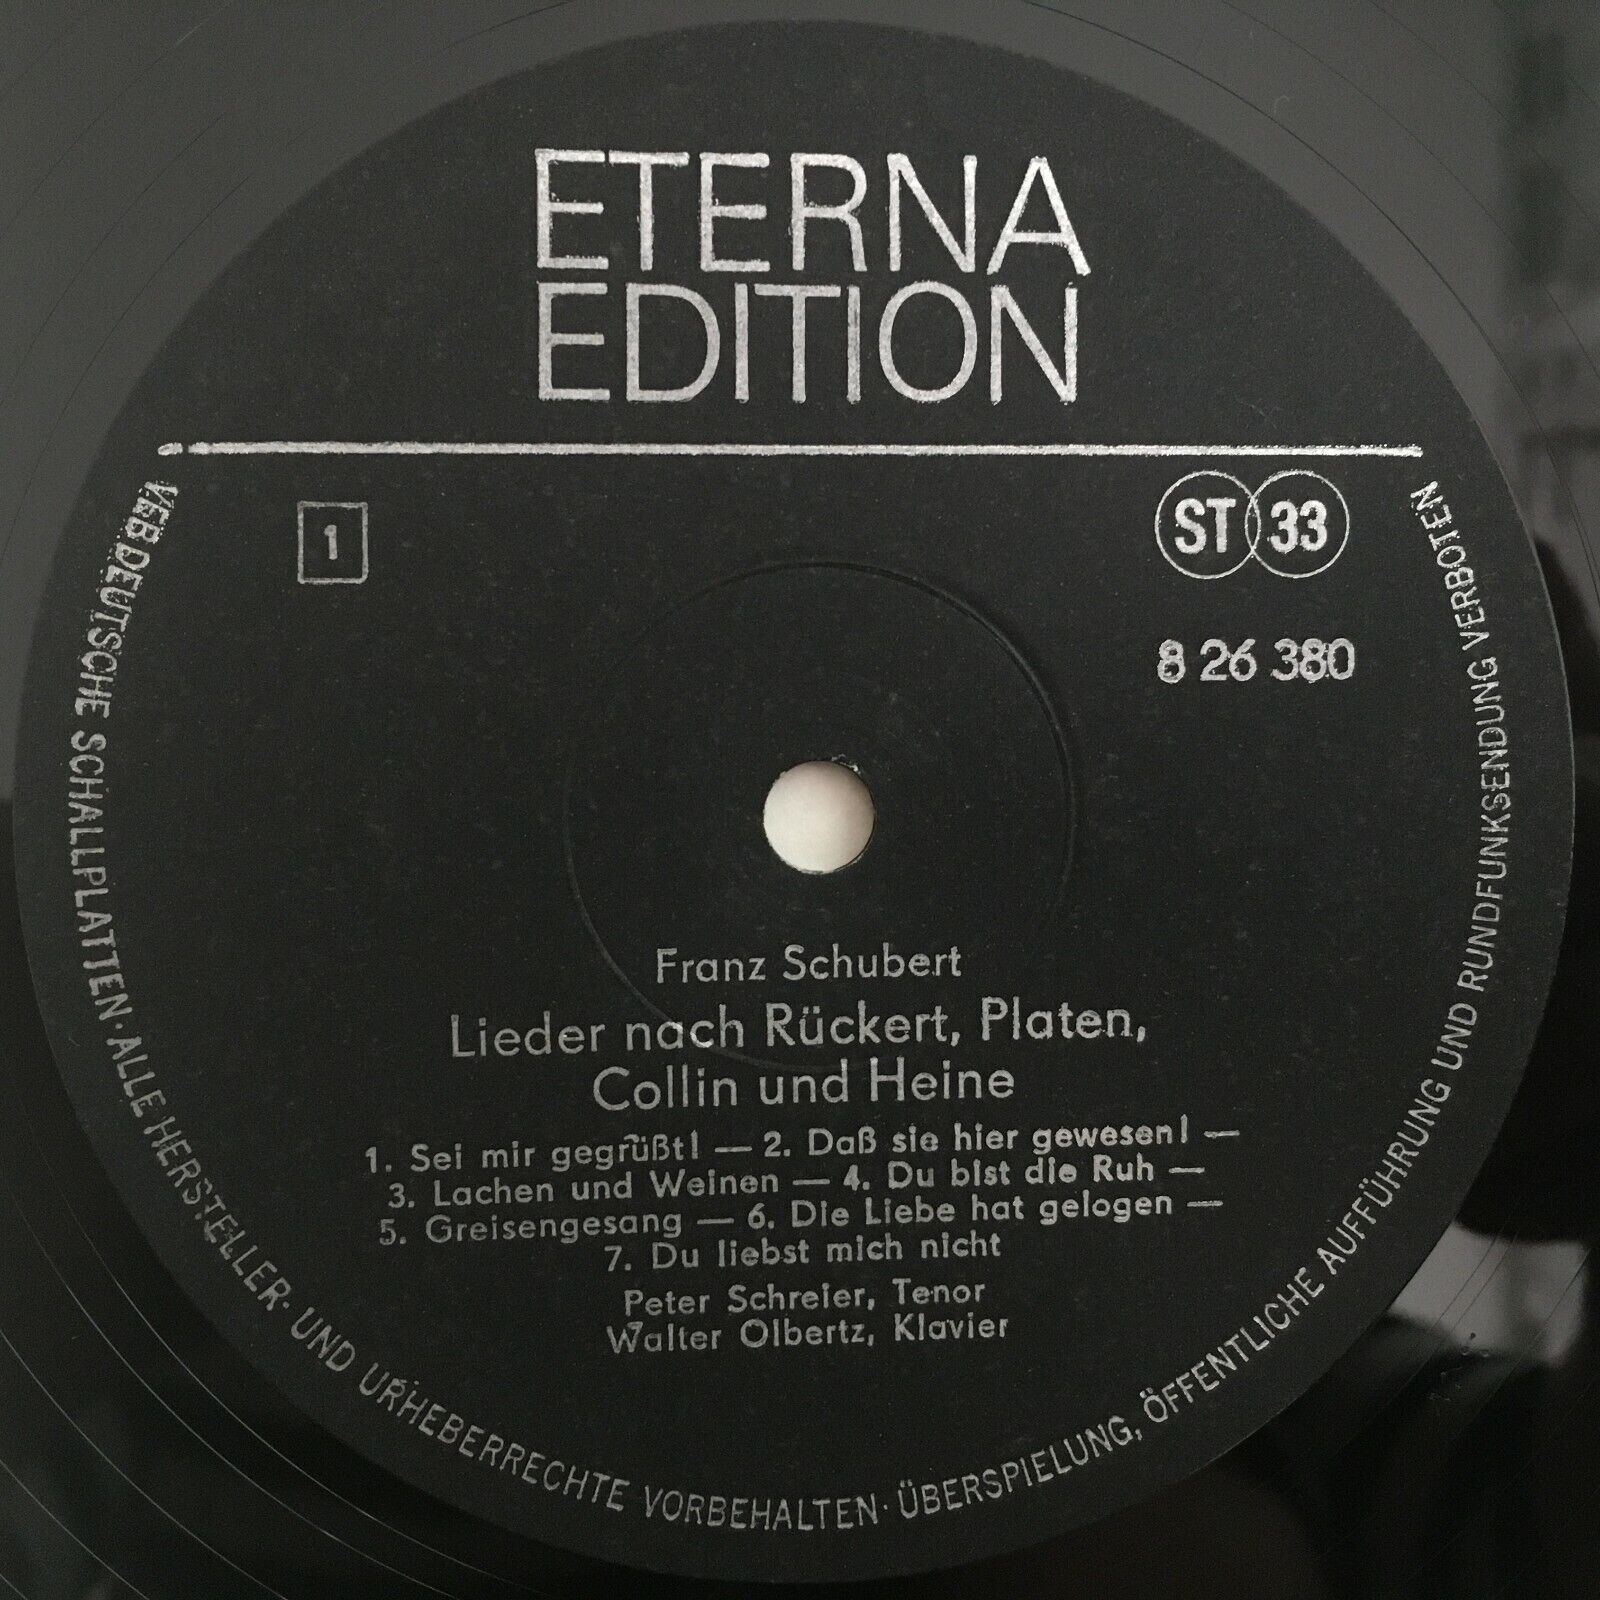 ETERNA
EDITION
1
ST 33
8 26 380
Franz Schubert
Lieder nach Rückert, Platen,
Collin und Heine
1. Sei mir gegrüßt! — 2. Daß sie hier gewesen! —
3. Lachen und Weinen — 4. Du bist die Ruh —
5. Greisengesang — 6. Die Liebe hat gelogen —
7. Du liebst mich nicht
Peter Schreier, Tenor
Walter Olbertz, Klavier
VEB DEUTSCHE SCHALLPLATTEN · ALLE HERSTELLER- UND URHEBERRECHTE VORBEHALTEN · ÜBERSPIELUNG, ÖFFENTLICHE AUFFÜHRUNG UND RUNDFUNKSENDUNG VERBOTEN